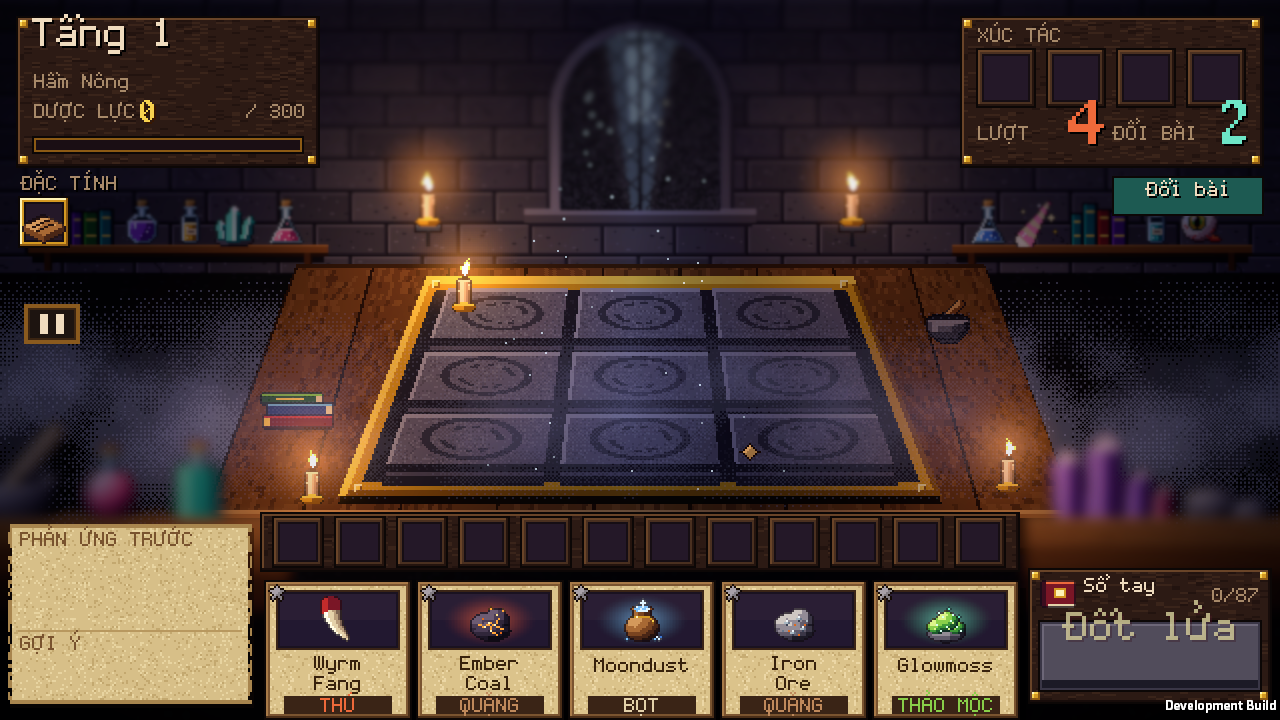 Tầng 1
Hầm Nông
DƯỢC LỰC 0 / 300
ĐẶC TÍNH
XÚC TÁC
LƯỢT 4 ĐỔI BÀI 2
Đổi bài
PHẢN ỨNG TRƯỚC
GỢI Ý
Wyrm Fang
THÚ
Ember Coal
QUẶNG
Moondust
BỘT
Iron Ore
QUẶNG
Glowmoss
THẢO MỘC
Sổ tay
0/87
Đốt lửa
Development Build